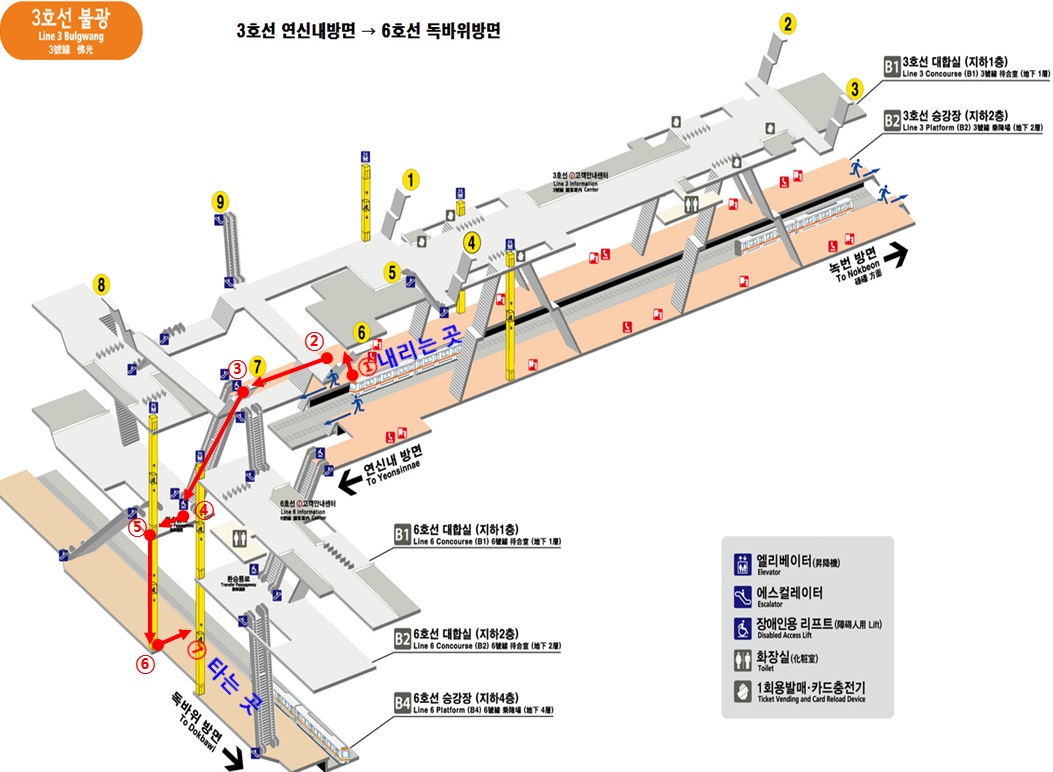 3호선 불광
Line 3 Bulgwang
3號線 佛光
3호선 연신내방면 → 6호선 독바위방면
2
B1 3호선 대합실 (지하1층)
Line 3 Concourse (B1) 3號線 待合室 (地下 1層)
3
B2 3호선 승강장 (지하2층)
Line 3 Platform (B2) 3號線 乘降場 (地下 2層)
1
3호선 고객안내센터
Line 3 Information Center
9
4
5
8
6
7
녹번 방면
To Nokbeon
碌磻 方面
① 내리는 곳
②
③
연신내 방면
To Yeonsinnae
6호선 고객안내센터
Line 6 Information Center
④
⑤
환승통로
Transfer Passageway
B1 6호선 대합실 (지하1층)
Line 6 Concourse (B1) 6號線 待合室 (地下 1層)
B2 6호선 대합실 (지하2층)
Line 6 Concourse (B2) 6號線 待合室 (地下 2層)
⑥
⑦ 타는 곳
B4 6호선 승강장 (지하4층)
Line 6 Platform (B4) 6號線 乘降場 (地下 4層)
독바위 방면
To Dokbawi
엘리베이터(昇降機)
Elevator
에스컬레이터
Escalator
장애인용 리프트(障碍人用 Lift)
Disabled Access Lift
화장실(化粧室)
Toilet
1회용발매·카드충전기
Ticket Vending and Card Reload Device